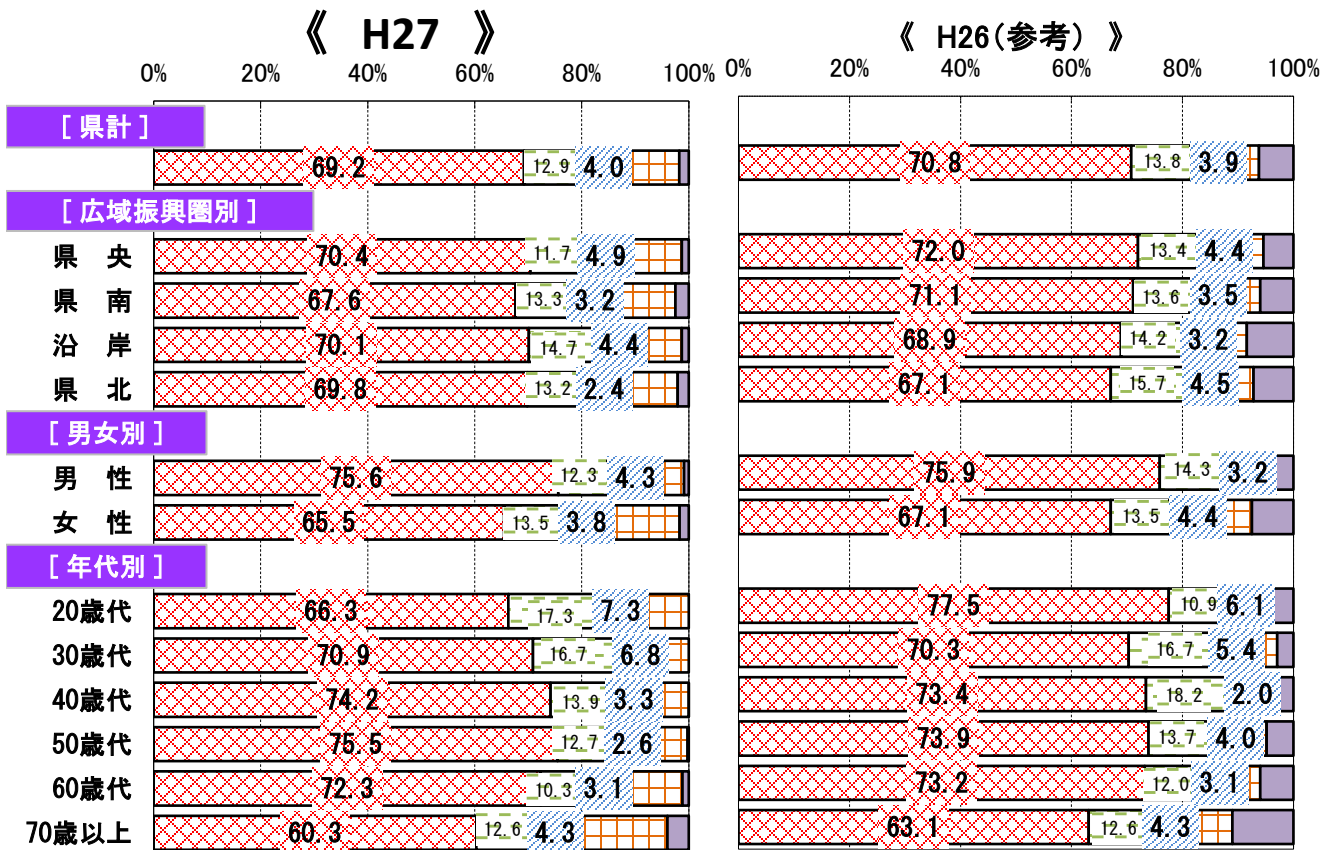 《 H27 》 《 H26(参考) 》
0% 20% 40% 60% 80% 100% 0% 20% 40% 60% 80% 100%
[ 県計 ]
69.2 12.9 4.0 70.8 13.8 3.9
[ 広域振興圏別 ]
県 央 70.4 11.7 4.9 72.0 13.4 4.4
県 南 67.6 13.3 3.2 71.1 13.6 3.5
沿 岸 70.1 14.7 4.4 68.9 14.2 3.2
県 北 69.8 13.2 2.4 67.1 15.7 4.5
[ 男女別 ]
男 性 75.6 12.3 4.3 75.9 14.3 3.2
女 性 65.5 13.5 3.8 67.1 13.5 4.4
[ 年代別 ]
20歳代 66.3 17.3 7.3 77.5 10.9 6.1
30歳代 70.9 16.7 6.8 70.3 16.7 5.4
40歳代 74.2 13.9 3.3 73.4 18.2 2.0
50歳代 75.5 12.7 2.6 73.9 13.7 4.0
60歳代 72.3 10.3 3.1 73.2 12.0 3.1
70歳以上 60.3 12.6 4.3 63.1 12.6 4.3